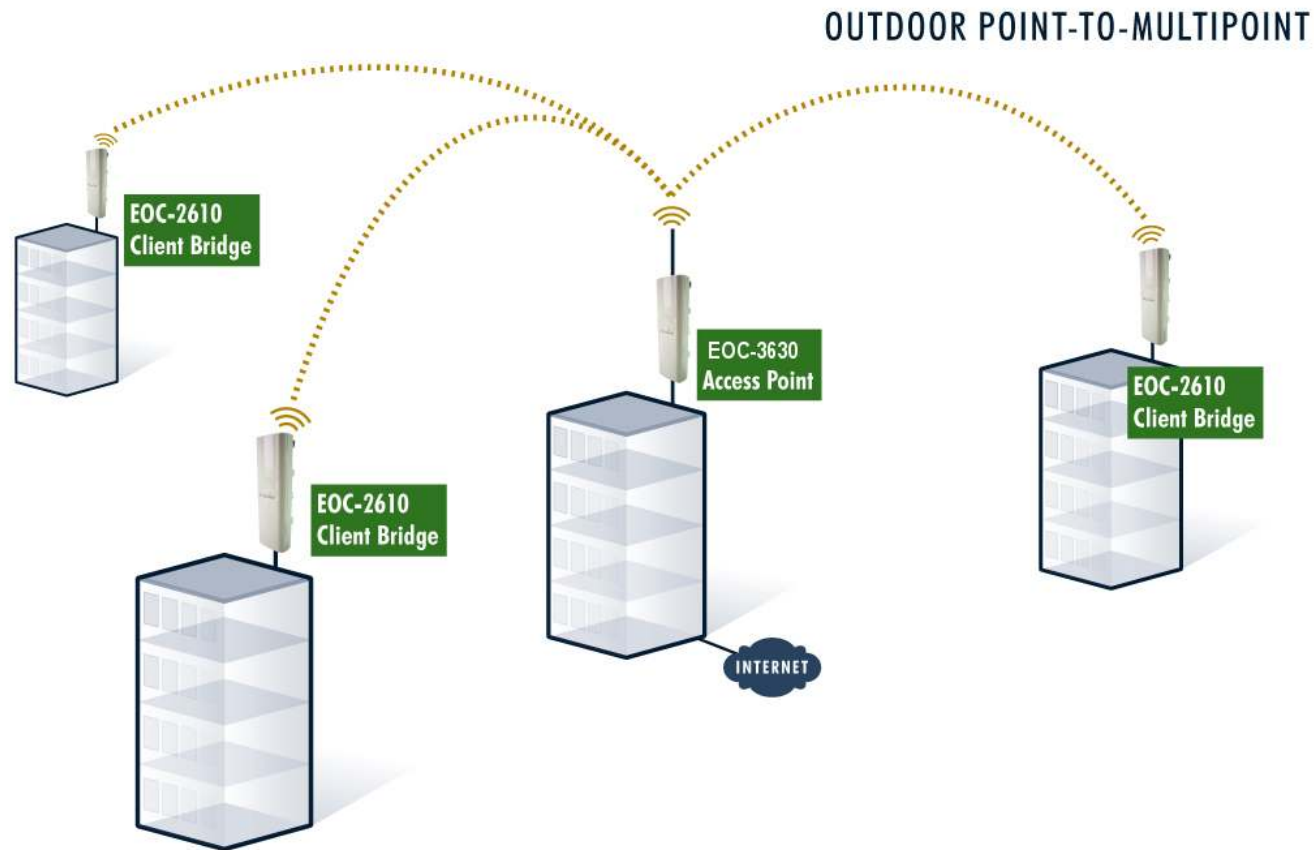 OUTDOOR POINT-TO-MULTIPOINT
EOC-2610
Client Bridge
EOC-3630
Access Point
EOC-2610
Client Bridge
EOC-2610
Client Bridge
INTERNET